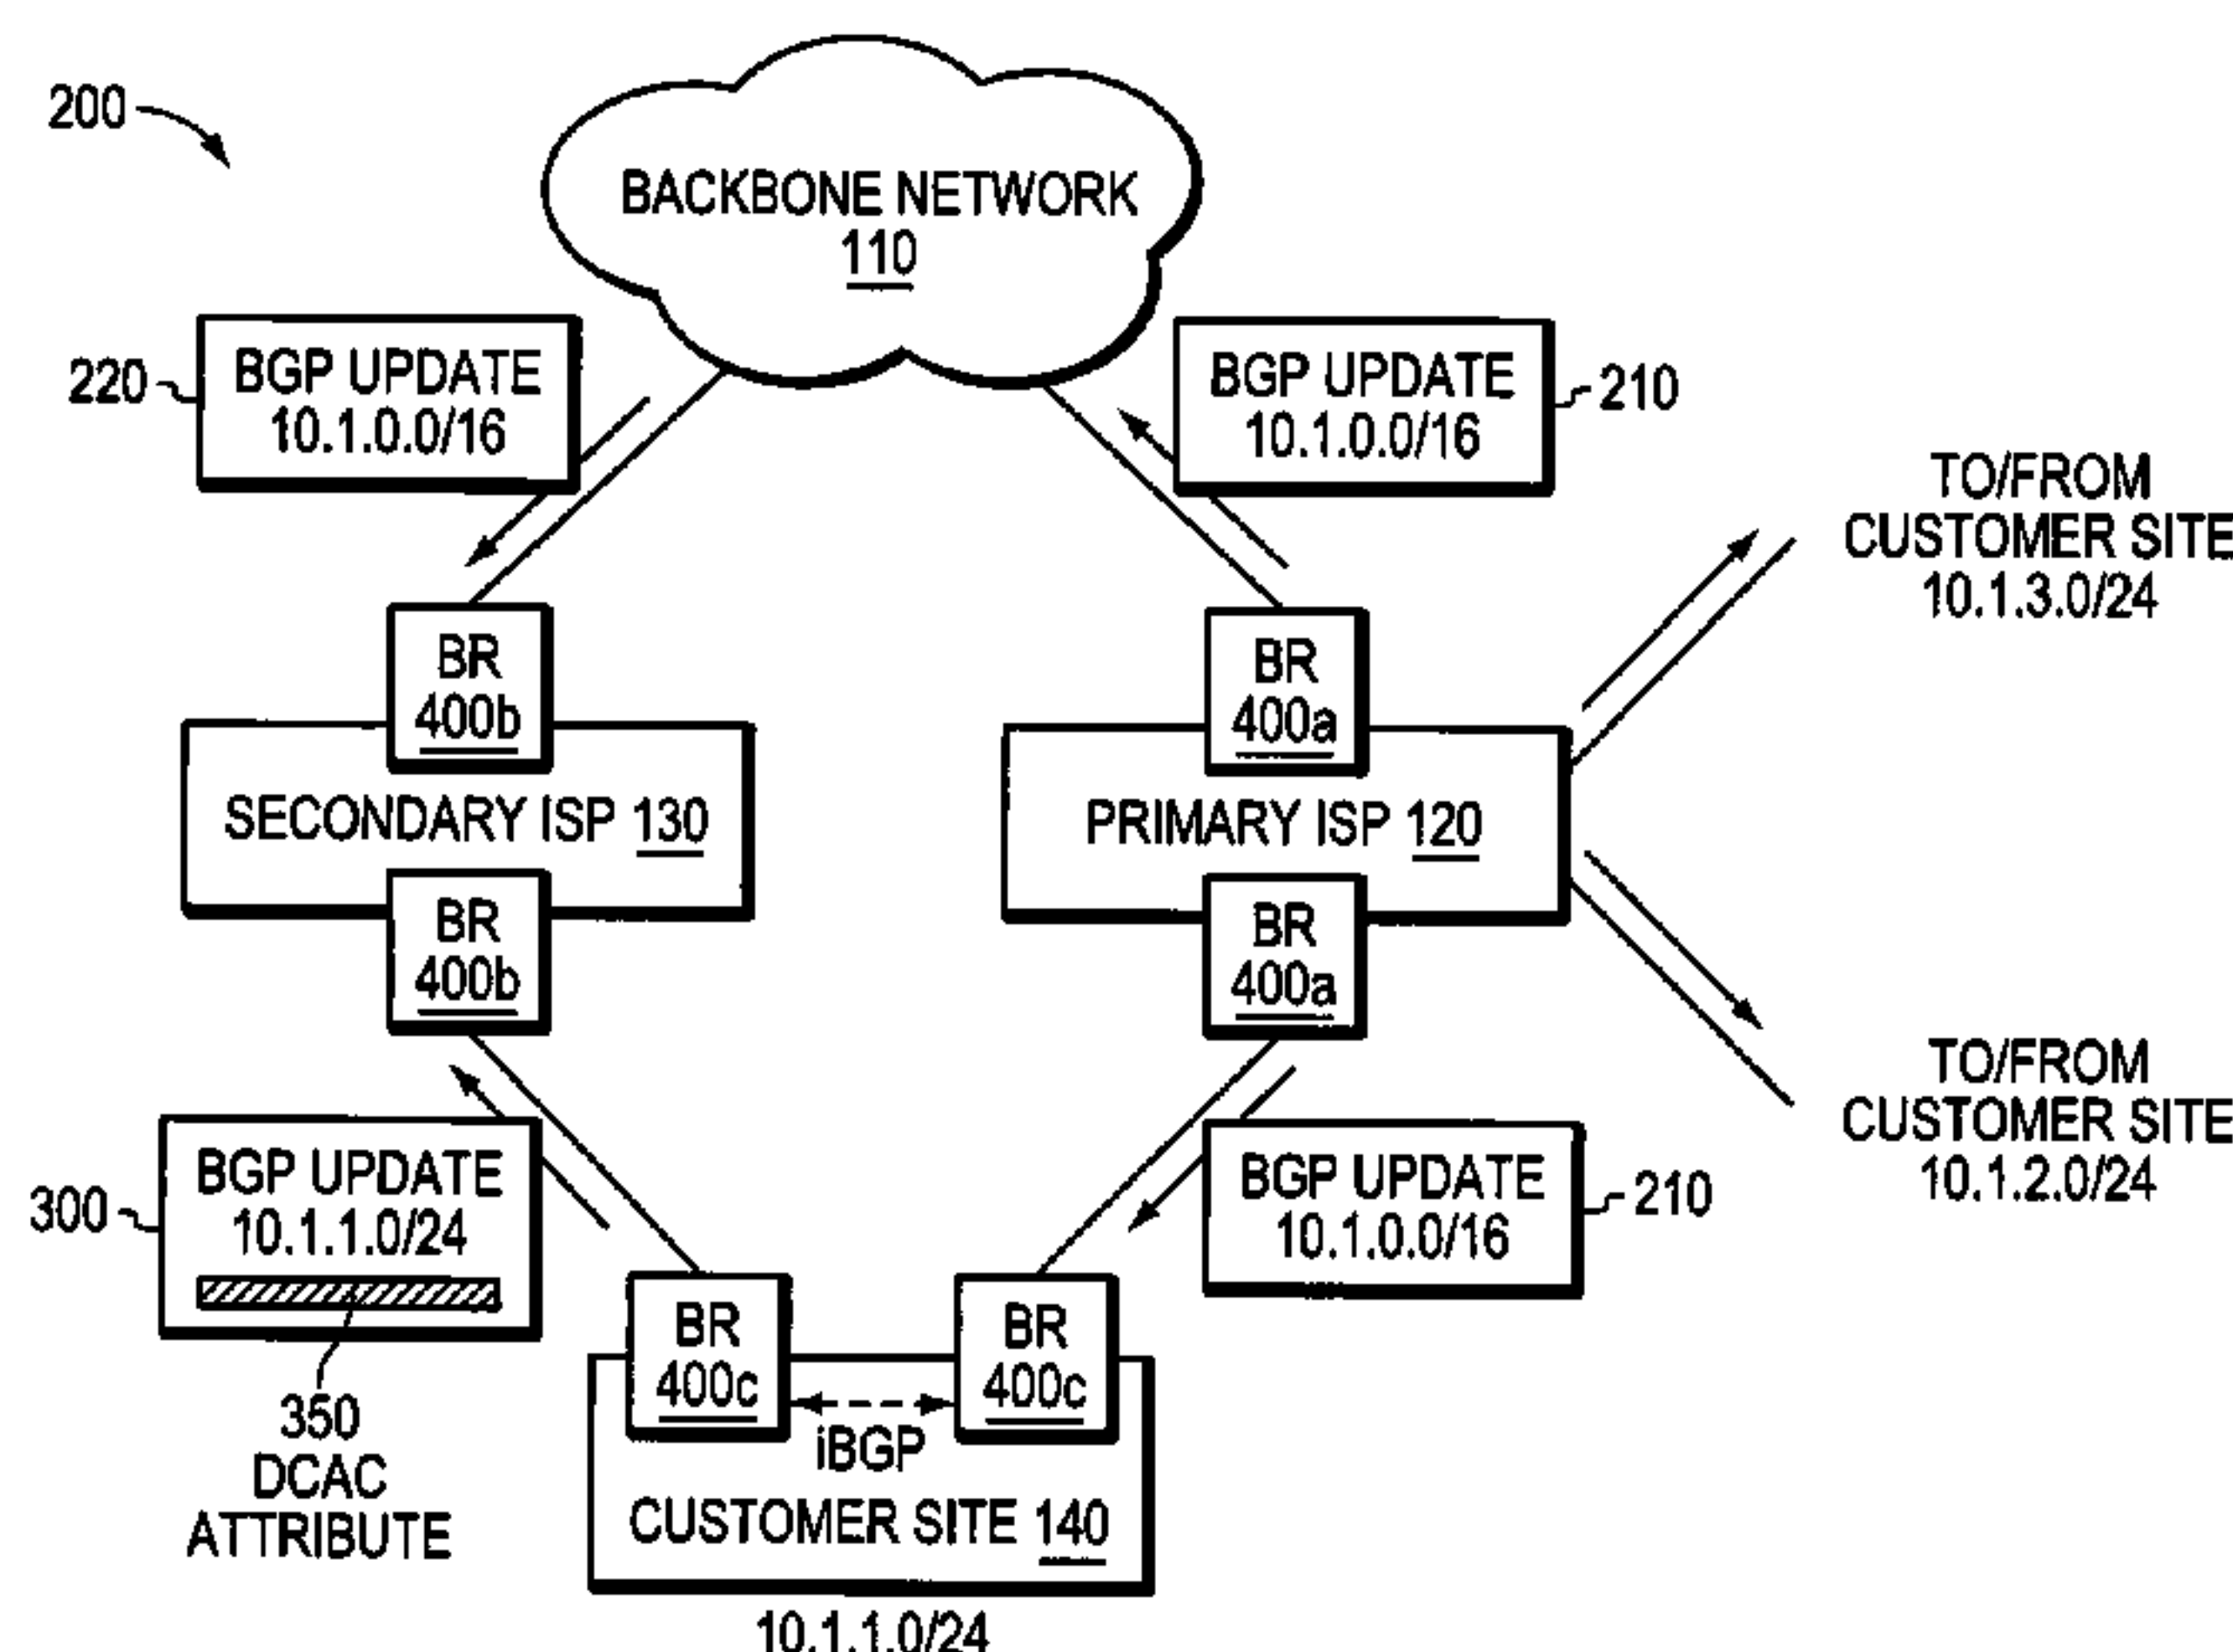 200
BACKBONE NETWORK
110
220
BGP UPDATE
10.1.0.0/16
BGP UPDATE
10.1.0.0/16
210
TO/FROM
CUSTOMER SITE
10.1.3.0/24
BR
400b
BR
400a
SECONDARY ISP 130
PRIMARY ISP 120
BR
400b
BR
400a
TO/FROM
CUSTOMER SITE
10.1.2.0/24
300
BGP UPDATE
10.1.1.0/24
BGP UPDATE
10.1.0.0/16
210
350
DCAC
ATTRIBUTE
BR
400c
BR
400c
iBGP
CUSTOMER SITE 140
10.1.1.0/24